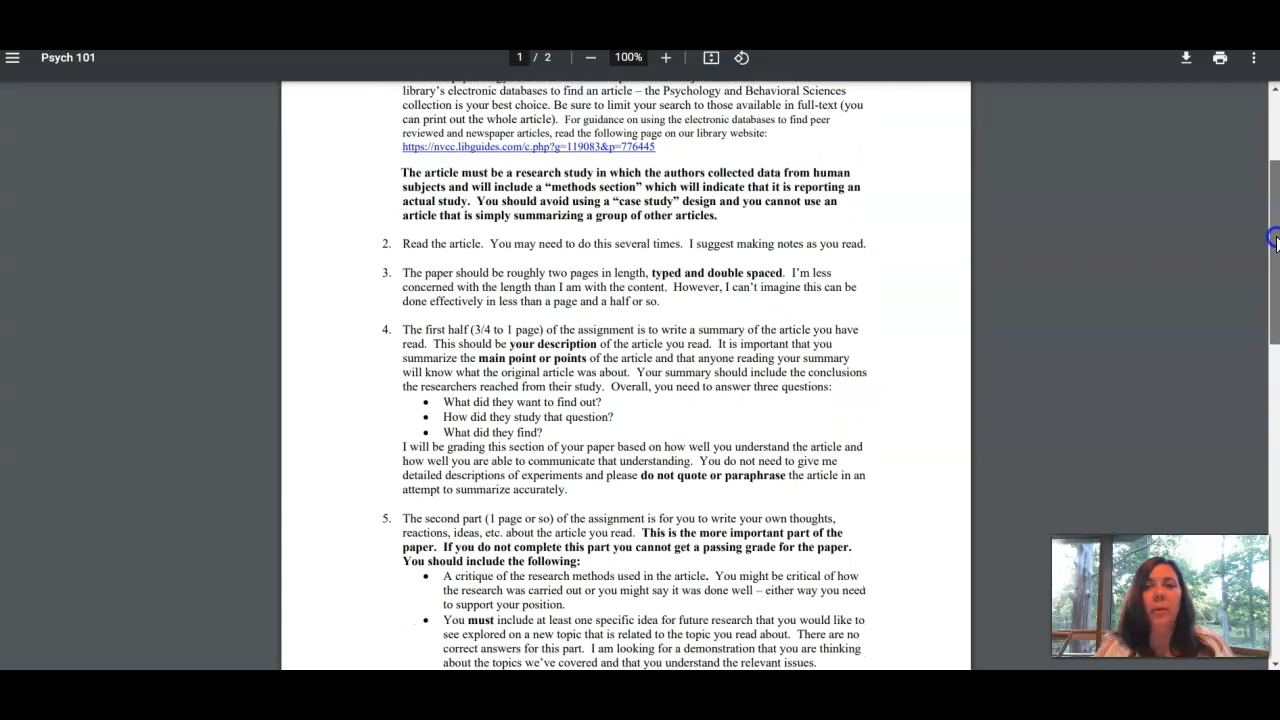 Psych 101
1 / 2
100%
library's electronic databases to find an article – the Psychology and Behavioral Sciences
collection is your best choice. Be sure to limit your search to those available in full-text (you
can print out the whole article). For guidance on using the electronic databases to find peer
reviewed and newspaper articles, read the following page on our library website:
https://nvcc.libguides.com/c.php?g=119083&p=776445
The article must be a research study in which the authors collected data from human
subjects and will include a “methods section” which will indicate that it is reporting an
actual study. You should avoid using a “case study” design and you cannot use an
article that is simply summarizing a group of other articles.
2. Read the article. You may need to do this several times. I suggest making notes as you read.
3. The paper should be roughly two pages in length, typed and double spaced. I’m less
concerned with the length than I am with the content. However, I can’t imagine this can be
done effectively in less than a page and a half or so.
4. The first half (3/4 to 1 page) of the assignment is to write a summary of the article you have
read. This should be your description of the article you read. It is important that you
summarize the main point or points of the article and that anyone reading your summary
will know what the original article was about. Your summary should include the conclusions
the researchers reached from their study. Overall, you need to answer three questions:
• What did they want to find out?
• How did they study that question?
• What did they find?
I will be grading this section of your paper based on how well you understand the article and
how well you are able to communicate that understanding. You do not need to give me
detailed descriptions of experiments and please do not quote or paraphrase the article in an
attempt to summarize accurately.
5. The second part (1 page or so) of the assignment is for you to write your own thoughts,
reactions, ideas, etc. about the article you read. This is the more important part of the
paper. If you do not complete this part you cannot get a passing grade for the paper.
You should include the following:
• A critique of the research methods used in the article. You might be critical of how
the research was carried out or you might say it was done well – either way you need
to support your position.
• You must include at least one specific idea for future research that you would like to
see explored on a new topic that is related to the topic you read about. There are no
correct answers for this part. I am looking for a demonstration that you are thinking
about the topics we’ve covered and that you understand the relevant issues.